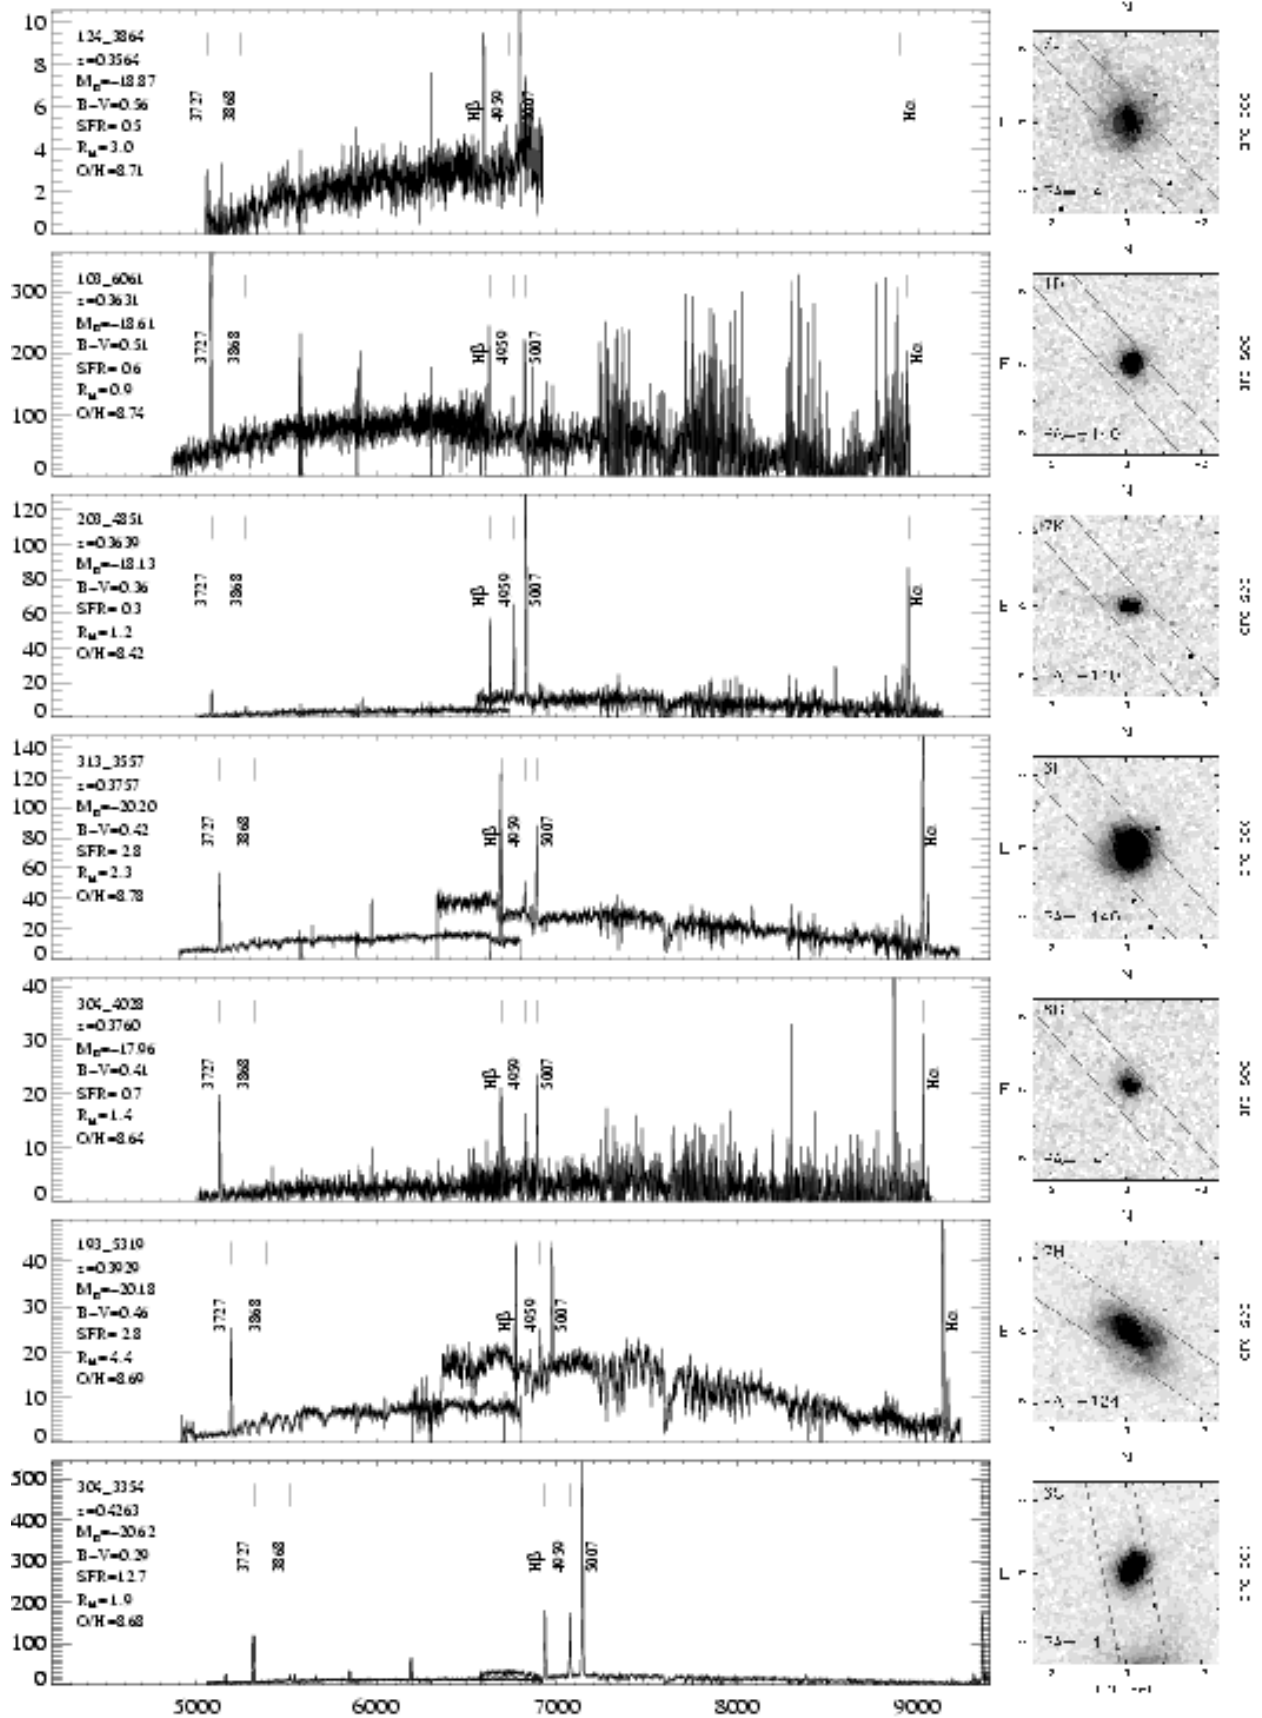 124_3864
z=0.3564
M_B=-18.87
B-V=0.56
SFR= 0.5
R_hl=3.0
O/H=8.71
10
8
6
4
2
0
3727
3868
Hβ
4959
5007
Hα
N
103_6061
z=0.3631
M_B=-18.61
B-V=0.51
SFR= 0.6
R_hl=0.9
O/H=8.74
300
200
100
0
3727
3868
Hβ
4959
5007
Hα
N
203_4851
z=0.3639
M_B=-18.13
B-V=0.36
SFR= 0.3
R_hl=1.2
O/H=8.42
120
100
80
60
40
20
0
3727
3868
Hβ
4959
5007
Hα
N
313_3557
z=0.3757
M_B=-20.20
B-V=0.42
SFR= 2.8
R_hl=2.3
O/H=8.78
140
120
100
80
60
40
20
0
3727
3868
Hβ
4959
5007
Hα
N
304_4028
z=0.3760
M_B=-17.96
B-V=0.41
SFR= 0.7
R_hl=1.4
O/H=8.64
40
30
20
10
0
3727
3868
Hβ
4959
5007
Hα
N
193_5319
z=0.3929
M_B=-20.18
B-V=0.46
SFR= 2.8
R_hl=4.4
O/H=8.69
40
30
20
10
0
3727
3868
Hβ
4959
5007
Hα
N
304_3354
z=0.4263
M_B=-20.62
B-V=0.29
SFR=12.7
R_hl=1.9
O/H=8.68
500
400
300
200
100
0
3727
3868
Hβ
4959
5007
5000
6000
7000
8000
9000